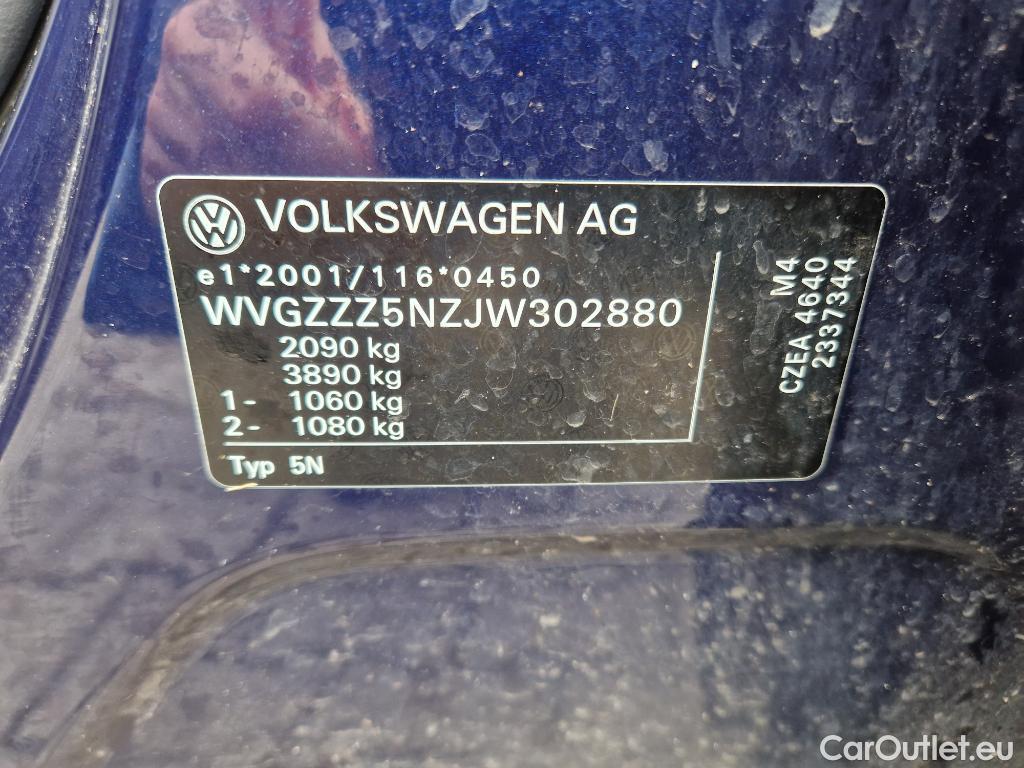 VOLKSWAGEN AG
e1*2001/116*0450
WVGZZZ5NZJW302880
2090 kg
3890 kg
1- 1060 kg
2- 1080 kg
Typ 5N
M4
CZEA 4640
2337344
CarOutlet.eu